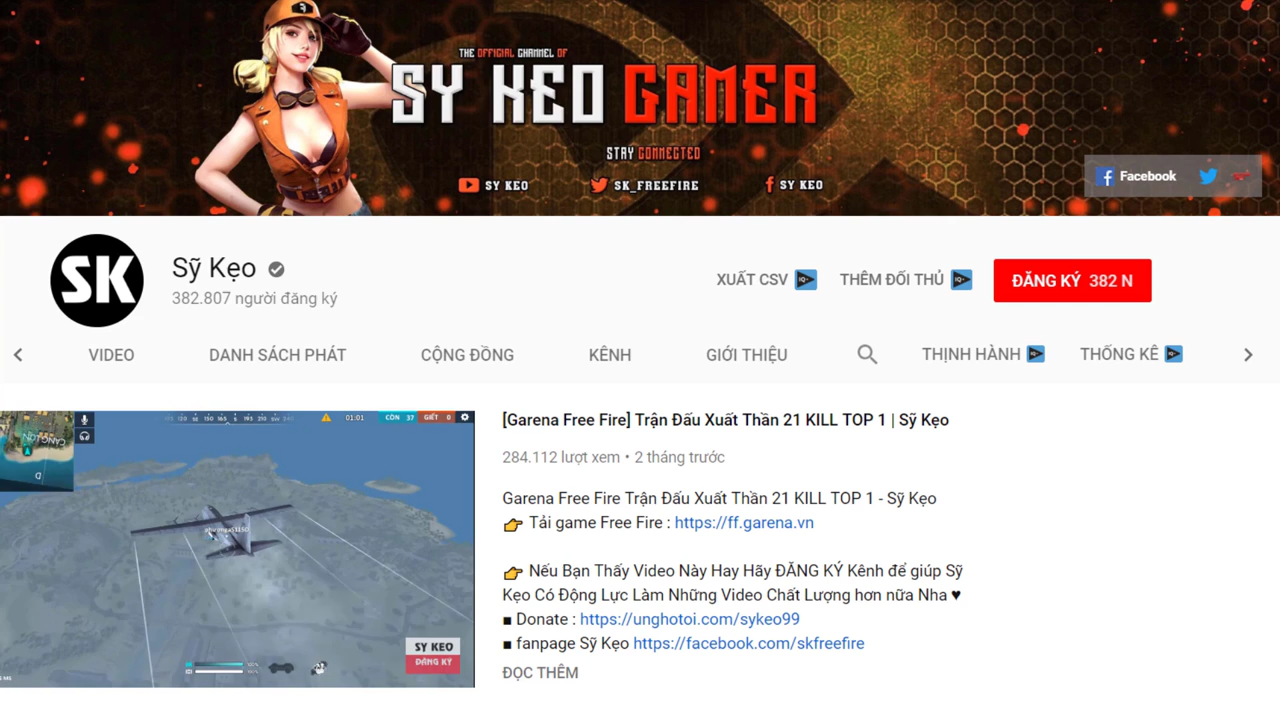 THE OFFICIAL CHANNEL OF
SY KEO GAMER
STAY CONNECTED
SY KEO
SK_FREEFIRE
SY KEO
Facebook
SK
Sỹ Kẹo
382.807 người đăng ký
XUẤT CSV
THÊM ĐỐI THỦ
ĐĂNG KÝ 382 N
VIDEO
DANH SÁCH PHÁT
CỘNG ĐỒNG
KÊNH
GIỚI THIỆU
THỊNH HÀNH
THỐNG KÊ
01:01
CÒN 37
GIẾT 0
SY KEO
ĐĂNG KÝ
[Garena Free Fire] Trận Đấu Xuất Thần 21 KILL TOP 1 | Sỹ Kẹo
284.112 lượt xem • 2 tháng trước
Garena Free Fire Trận Đấu Xuất Thần 21 KILL TOP 1 - Sỹ Kẹo
👉 Tải game Free Fire : https://ff.garena.vn
👉 Nếu Bạn Thấy Video Này Hay Hãy ĐĂNG KÝ Kênh để giúp Sỹ
Kẹo Có Động Lực Làm Những Video Chất Lượng hơn nữa Nha ♥
■ Donate : https://unghotoi.com/sykeo99
■ fanpage Sỹ Kẹo https://facebook.com/skfreefire
ĐỌC THÊM